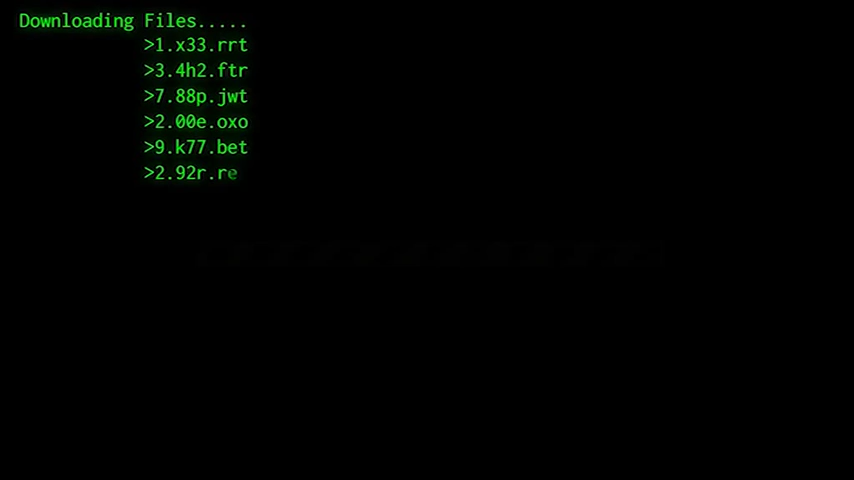 Downloading Files.....
>1.x33.rrt
>3.4h2.ftr
>7.88p.jwt
>2.00e.oxo
>9.k77.bet
>2.92r.re